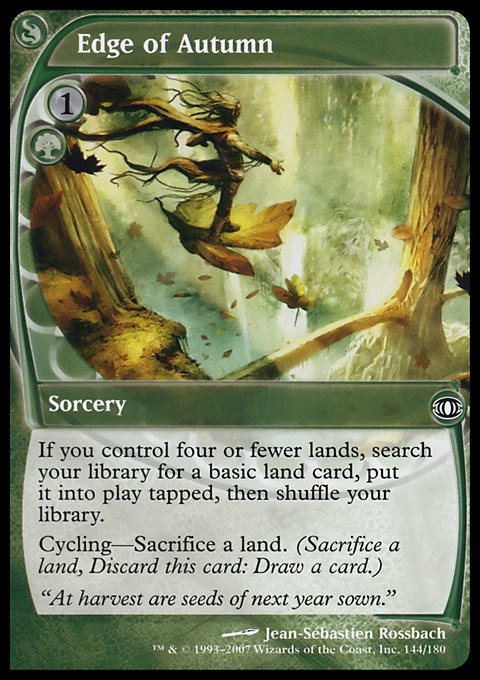 Edge of Autumn
1
Sorcery
If you control four or fewer lands, search
your library for a basic land card, put
it into play tapped, then shuffle your
library.
Cycling—Sacrifice a land. (Sacrifice a
land, Discard this card: Draw a card.)
“At harvest are seeds of next year sown.”
Jean-Sébastien Rossbach
™ & © 1993–2007 Wizards of the Coast, Inc. 144/180